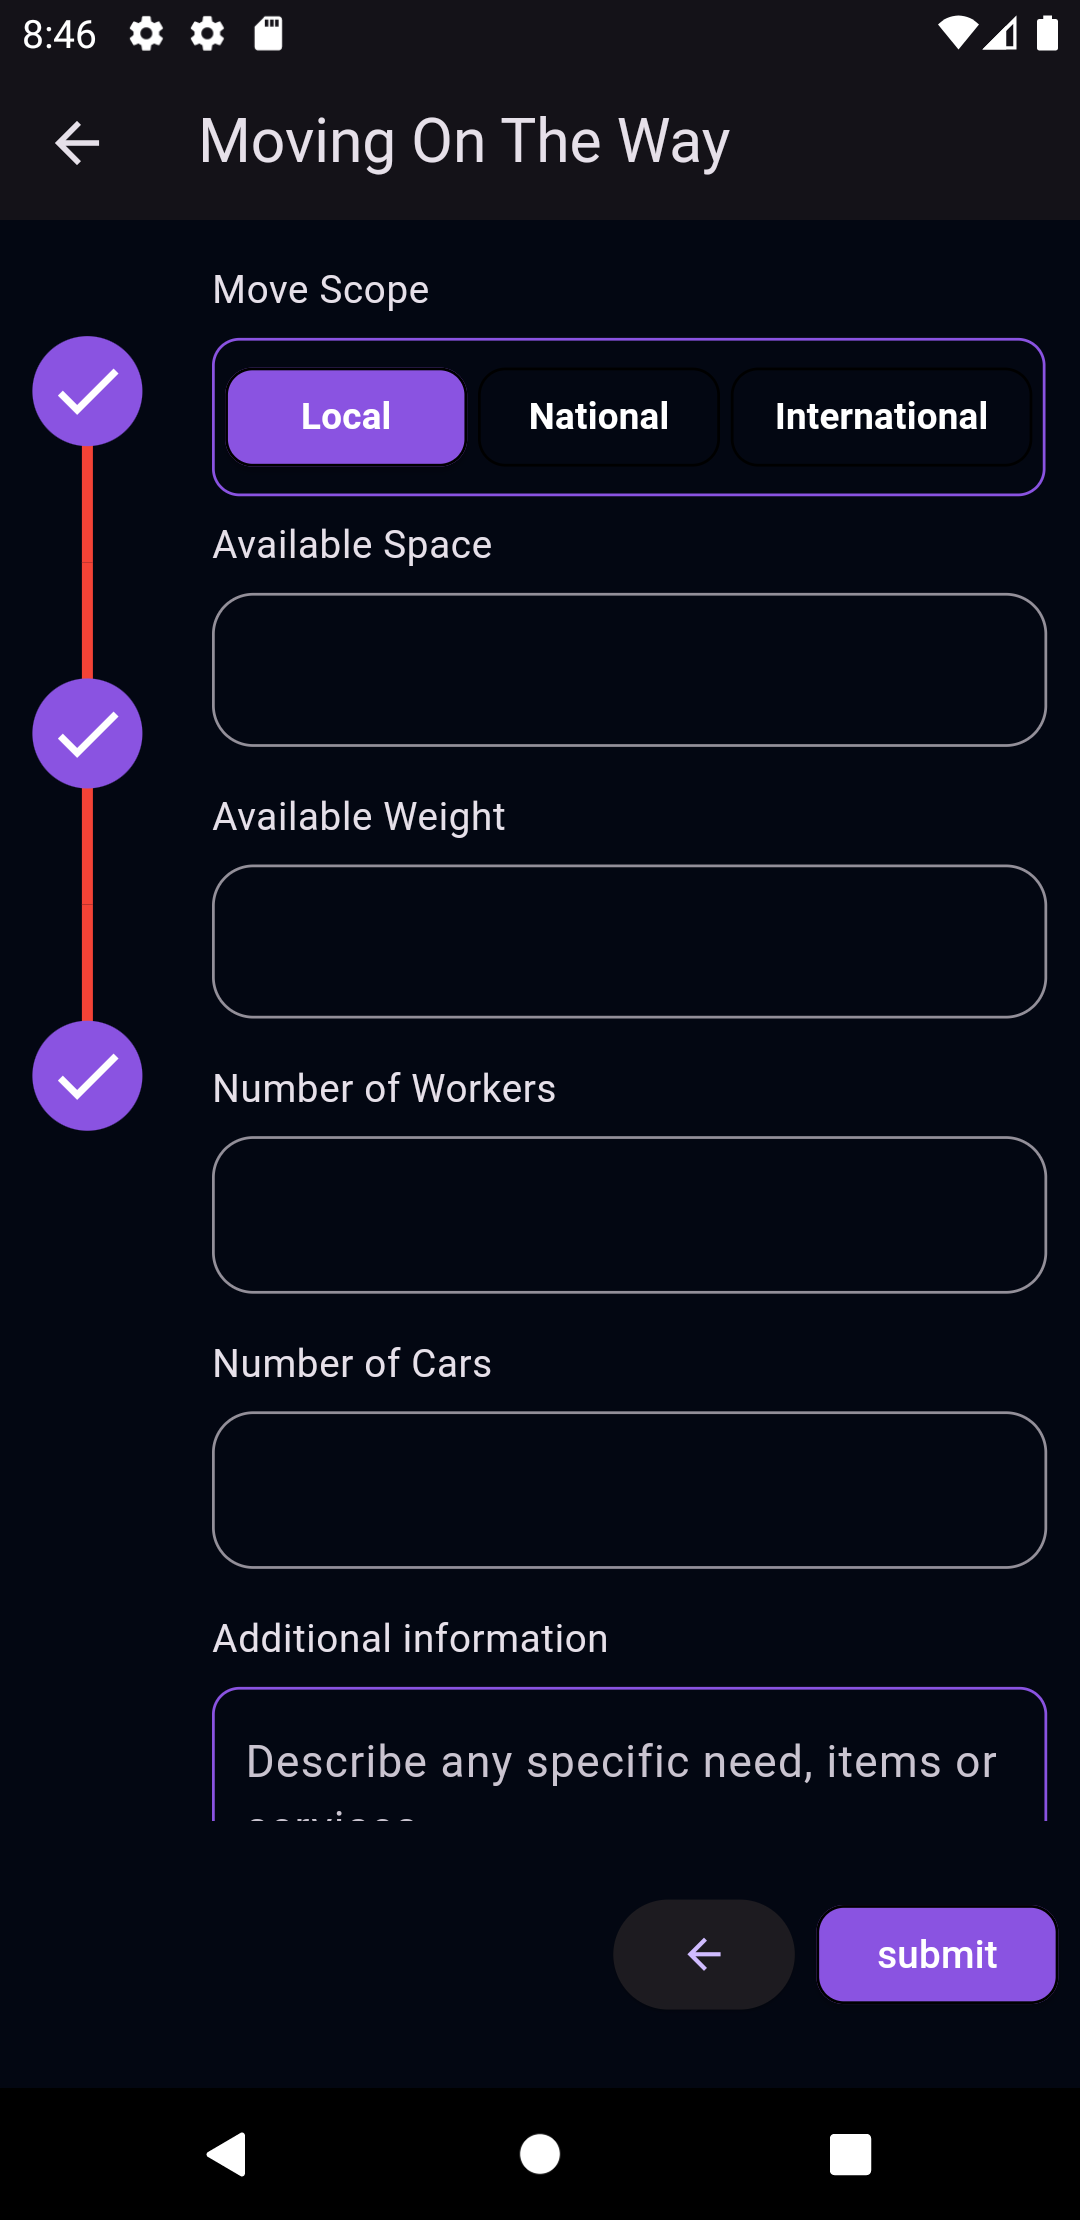 8:46
Moving On The Way
Move Scope
Local National International
Available Space
Available Weight
Number of Workers
Number of Cars
Additional information
Describe any specific need, items or
submit